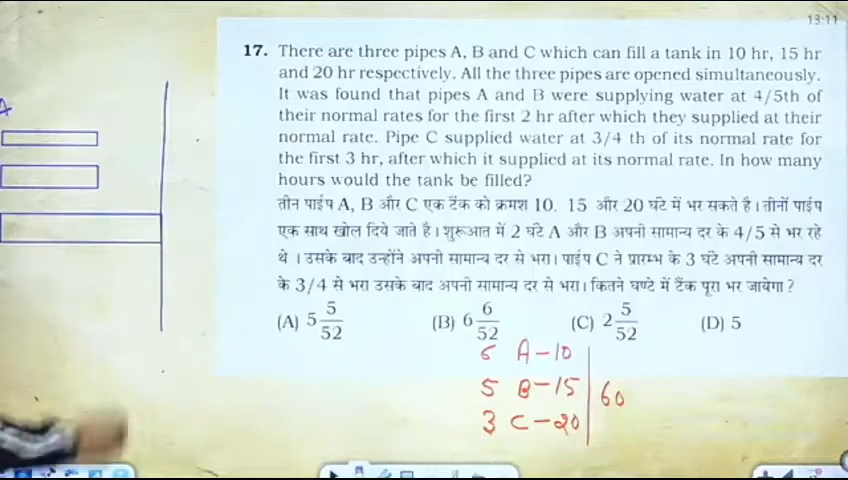 13:11
17. There are three pipes A, B and C which can fill a tank in 10 hr, 15 hr
and 20 hr respectively. All the three pipes are opened simultaneously.
It was found that pipes A and B were supplying water at 4/5th of
their normal rates for the first 2 hr after which they supplied at their
normal rate. Pipe C supplied water at 3/4 th of its normal rate for
the first 3 hr, after which it supplied at its normal rate. In how many
hours would the tank be filled?
तीन पाईप A, B और C एक टैंक को क्रमश 10. 15 और 20 घंटे में भर सकते है। तीनों पाईप
एक साथ खोल दिये जाते है। शुरूआत में 2 घंटे A और B अपनी सामान्य दर के 4/5 से भर रहे
थे । उसके बाद उन्होंने अपनी सामान्य दर से भरा। पाईप C ने प्रारम्भ के 3 घंटे अपनी सामान्य दर
के 3/4 से भरा उसके बाद अपनी सामान्य दर से भरा। कितने घण्टे में टैंक पूरा भर जायेगा ?
(A) 5 5/52 (B) 6 6/52 (C) 2 5/52 (D) 5
6 A-10
5 B-15 60
3 C-20